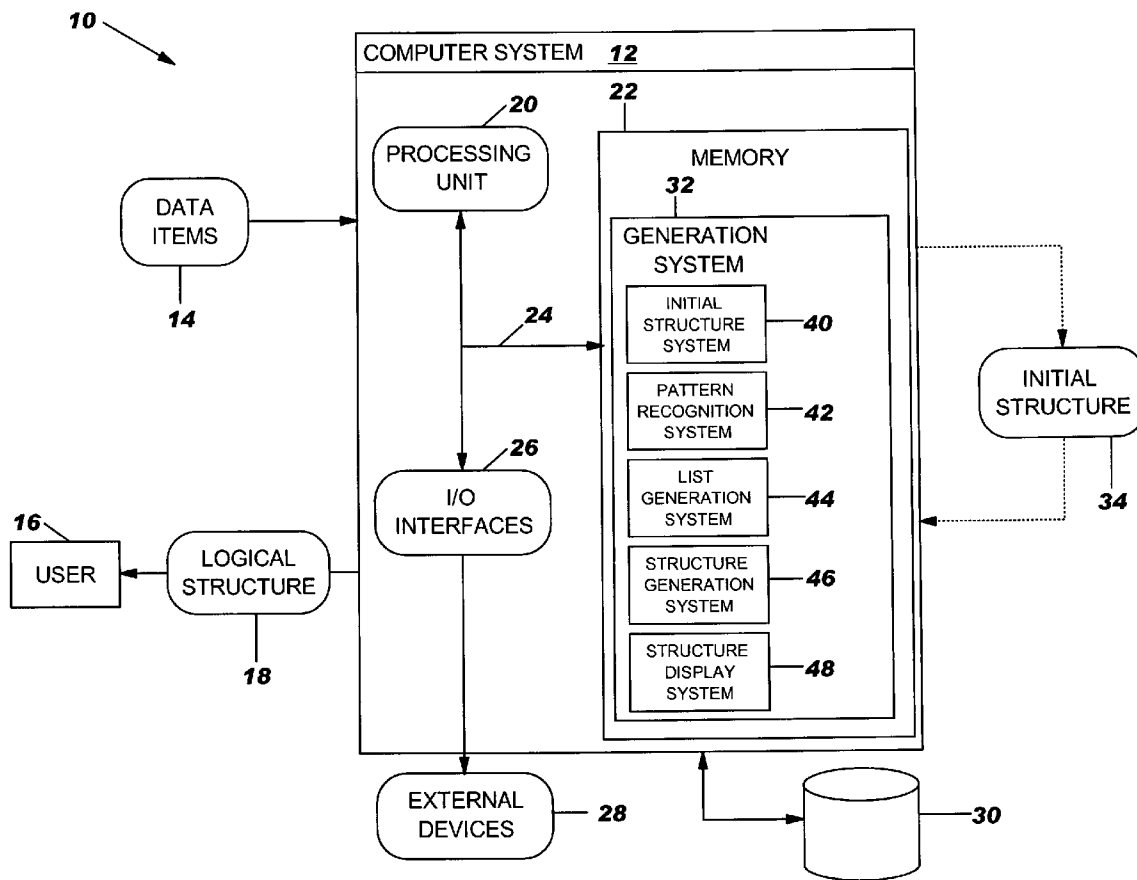 10
COMPUTER SYSTEM 12
20
22
PROCESSING
UNIT
MEMORY
32
DATA
ITEMS
14
GENERATION
SYSTEM
INITIAL
STRUCTURE
SYSTEM
40
24
PATTERN
RECOGNITION
SYSTEM
42
INITIAL
STRUCTURE
34
26
I/O
INTERFACES
LIST
GENERATION
SYSTEM
44
16
USER
LOGICAL
STRUCTURE
18
STRUCTURE
GENERATION
SYSTEM
46
STRUCTURE
DISPLAY
SYSTEM
48
EXTERNAL
DEVICES
28
30